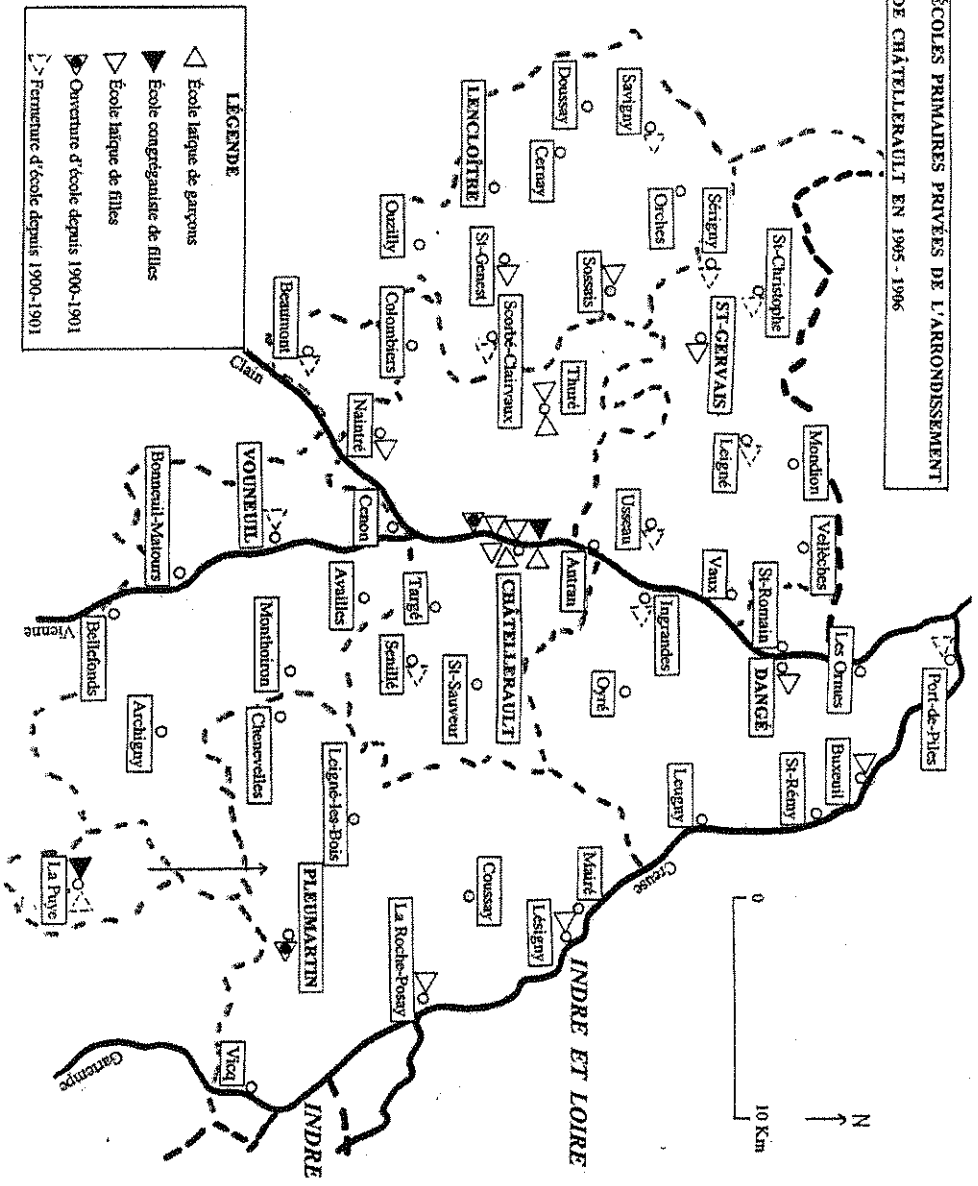 ÉCOLES PRIMAIRES PRIVÉES DE L'ARRONDISSEMENT
DE CHÂTELLERAULT EN 1905 - 1906
Port-de-Piles
Les Ormes
Buxeuil
St-Rémy
Vellèches
Mondion
St-Romain
DANGÉ
St-Christophe
Vaux
Leigné
Sérigny
ST-GERVAIS
Leugny
Savigny
Orches
Usseau
Ingrandes
Oyré
Antran
Doussay
Cernay
Sossais
Thuré
Mairé
Lésigny
Creuse
INDRE ET LOIRE
LENCLOÎTRE
St-Genest
Scorbé-Clairvaux
CHÂTELLERAULT
St-Sauveur
Coussay
Ouzilly
Colombiers
Targé
Senillé
La Roche-Posay
Naintré
Cenon
Availles
Leigné-les-Bois
Beaumont
Clain
PLEUMARTIN
INDRE
VOUNEUIL
Monthoiron
Chenevelles
Vicq
Bonneuil-Matours
Archigny
Bellefonds
Vienne
La Puye
Gartempe
0
10 Km
N
LÉGENDE
École laïque de garçons
École congréganiste de filles
École laïque de filles
Ouverture d'école depuis 1900-1901
Fermeture d'école depuis 1900-1901